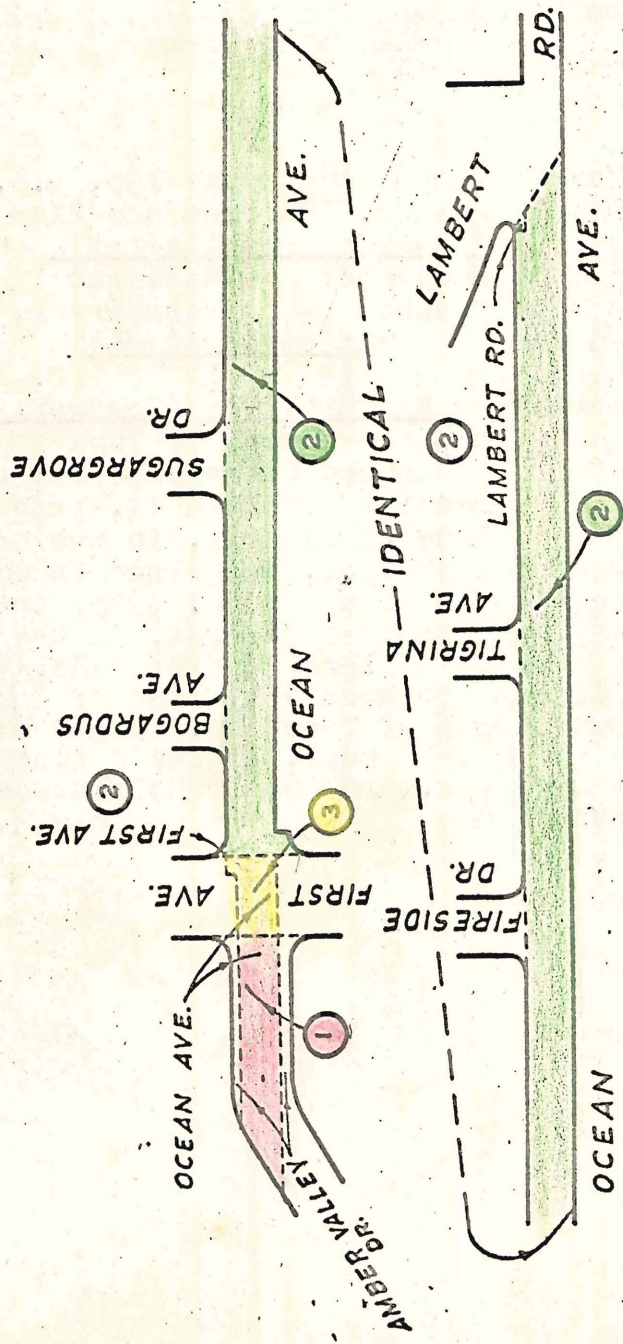 OCEAN AVE.
AMBER VALLEY
DR.
1
3
FIRST
AVE.
FIRST AVE.
2
BOGARDUS
AVE.
SUGARGROVE
DR.
OCEAN
AVE.
2
IDENTICAL
OCEAN
AVE.
FIRESIDE
DR.
TIGRINA
AVE.
2
2
LAMBERT RD.
LAMBERT
RD.